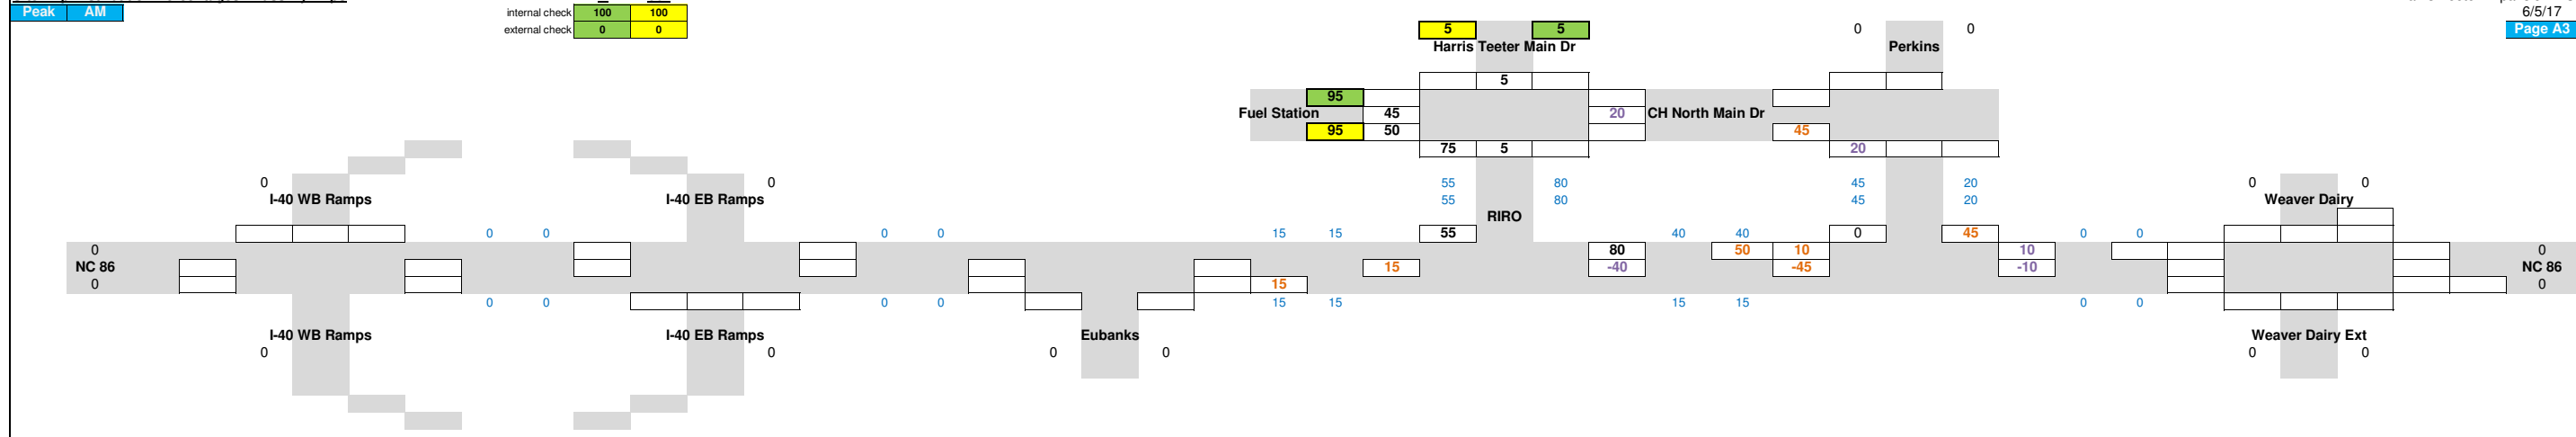 Peak AM internal check 100 100 6/5/17
external check 0 0 5 5 0 0 Page A3
Harris Teeter Main Dr Perkins
5
95
Fuel Station 45 20 CH North Main Dr
95 50 45
75 5 20
0 0 55 80 45 20 0 0
I-40 WB Ramps I-40 EB Ramps 55 80 45 20 Weaver Dairy
RIRO
0 0 0 0 15 15 55 40 40 0 45 0 0
0 80 50 10 10 0
NC 86 15 -40 -45 -10 NC 86
0 15 0
0 0 0 0 15 15 15 15 0 0
I-40 WB Ramps I-40 EB Ramps Eubanks Weaver Dairy Ext
0 0 0 0 0 0